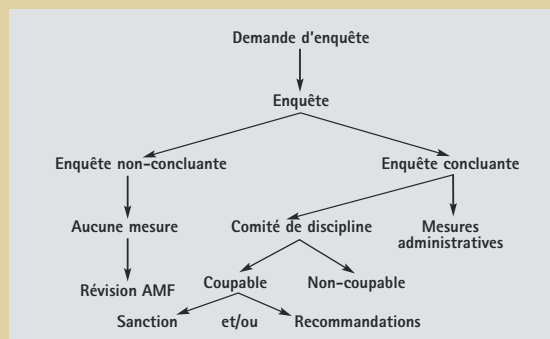 Demande d'enquête
Enquête
Enquête non-concluante
Enquête concluante
Aucune mesure
Comité de discipline
Mesures
administratives
Révision AMF
Coupable
Non-coupable
Sanction
et/ou
Recommandations